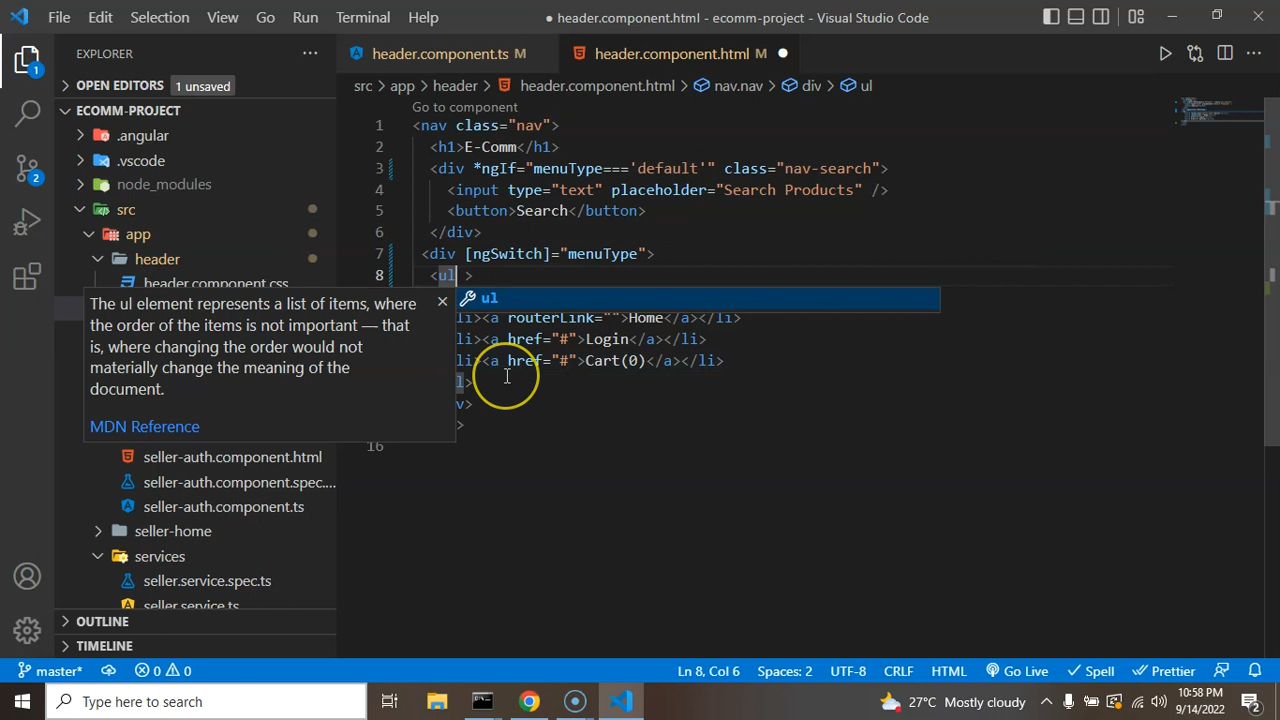 File Edit Selection View Go Run Terminal Help
● header.component.html - ecomm-project - Visual Studio Code
EXPLORER
OPEN EDITORS 1 unsaved
ECOMM-PROJECT
.angular
.vscode
node_modules
src
app
header
header.component.css
seller-auth.component.html
seller-auth.component.spec....
seller-auth.component.ts
seller-home
services
seller.service.spec.ts
seller.service.ts
OUTLINE
TIMELINE
1
2
header.component.ts M
header.component.html M
src > app > header > header.component.html > nav.nav > div > ul
Go to component
1 <nav class="nav">
2 <h1>E-Comm</h1>
3 <div *ngIf="menuType==='default'" class="nav-search">
4 <input type="text" placeholder="Search Products" />
5 <button>Search</button>
6 </div>
7 <div [ngSwitch]="menuType">
8 <ul >
ul
li><a routerLink="">Home</a></li>
li><a href="#">Login</a></li>
li><a href="#">Cart(0)</a></li>
l>
v>
>
16
The ul element represents a list of items, where
the order of the items is not important — that
is, where changing the order would not
materially change the meaning of the
document.
MDN Reference
master* 0 0 Ln 8, Col 6 Spaces: 2 UTF-8 CRLF HTML Go Live Spell Prettier
Type here to search
27°C Mostly cloudy
10:58 PM
9/14/2022
2